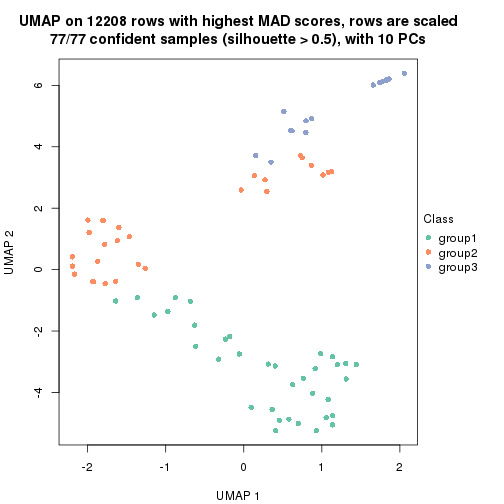 UMAP on 12208 rows with highest MAD scores, rows are scaled
77/77 confident samples (silhouette > 0.5), with 10 PCs
6
4
2
0
-2
-4
UMAP 2
-2
-1
0
1
2
UMAP 1
Class
group1
group2
group3